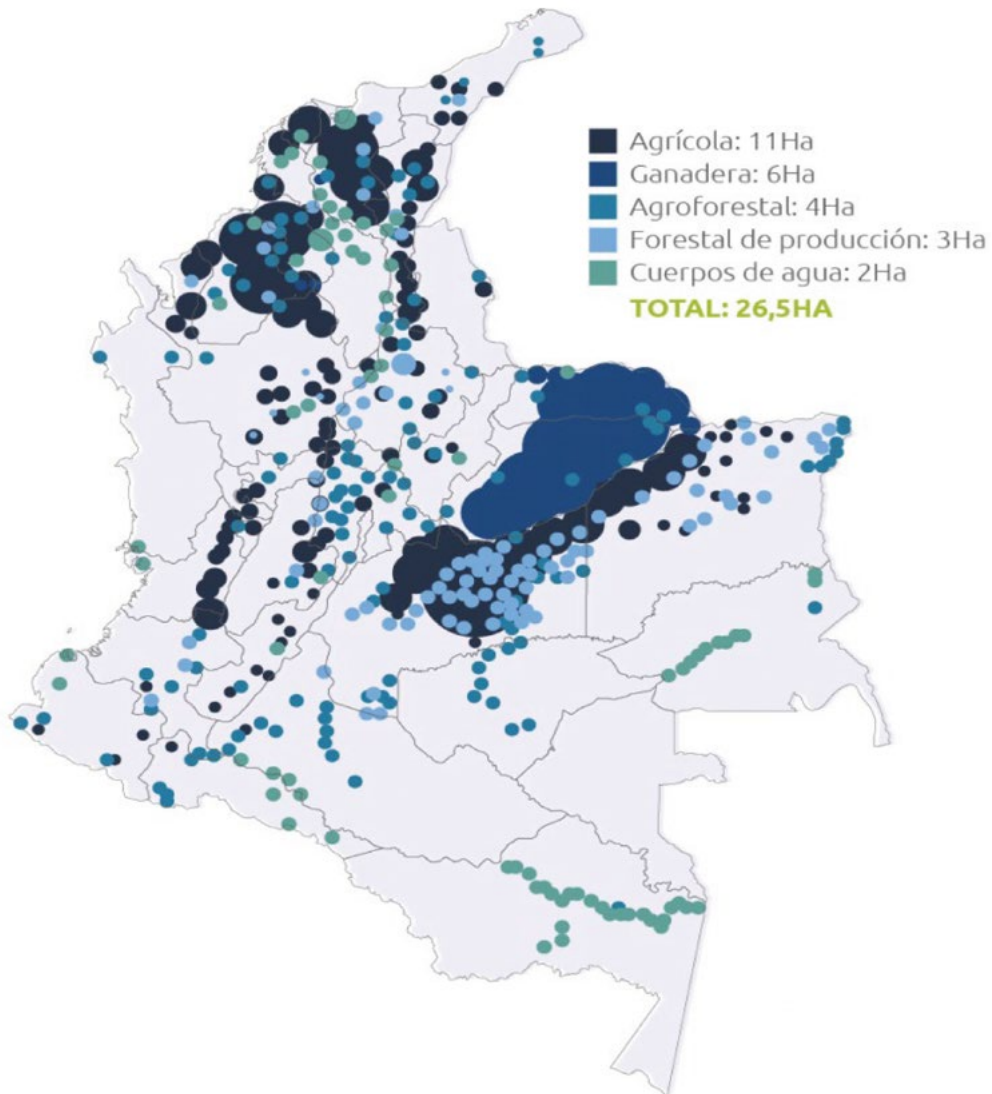 Agrícola: 11Ha
Ganadera: 6Ha
Agroforestal: 4Ha
Forestal de producción: 3Ha
Cuerpos de agua: 2Ha
TOTAL: 26,5HA